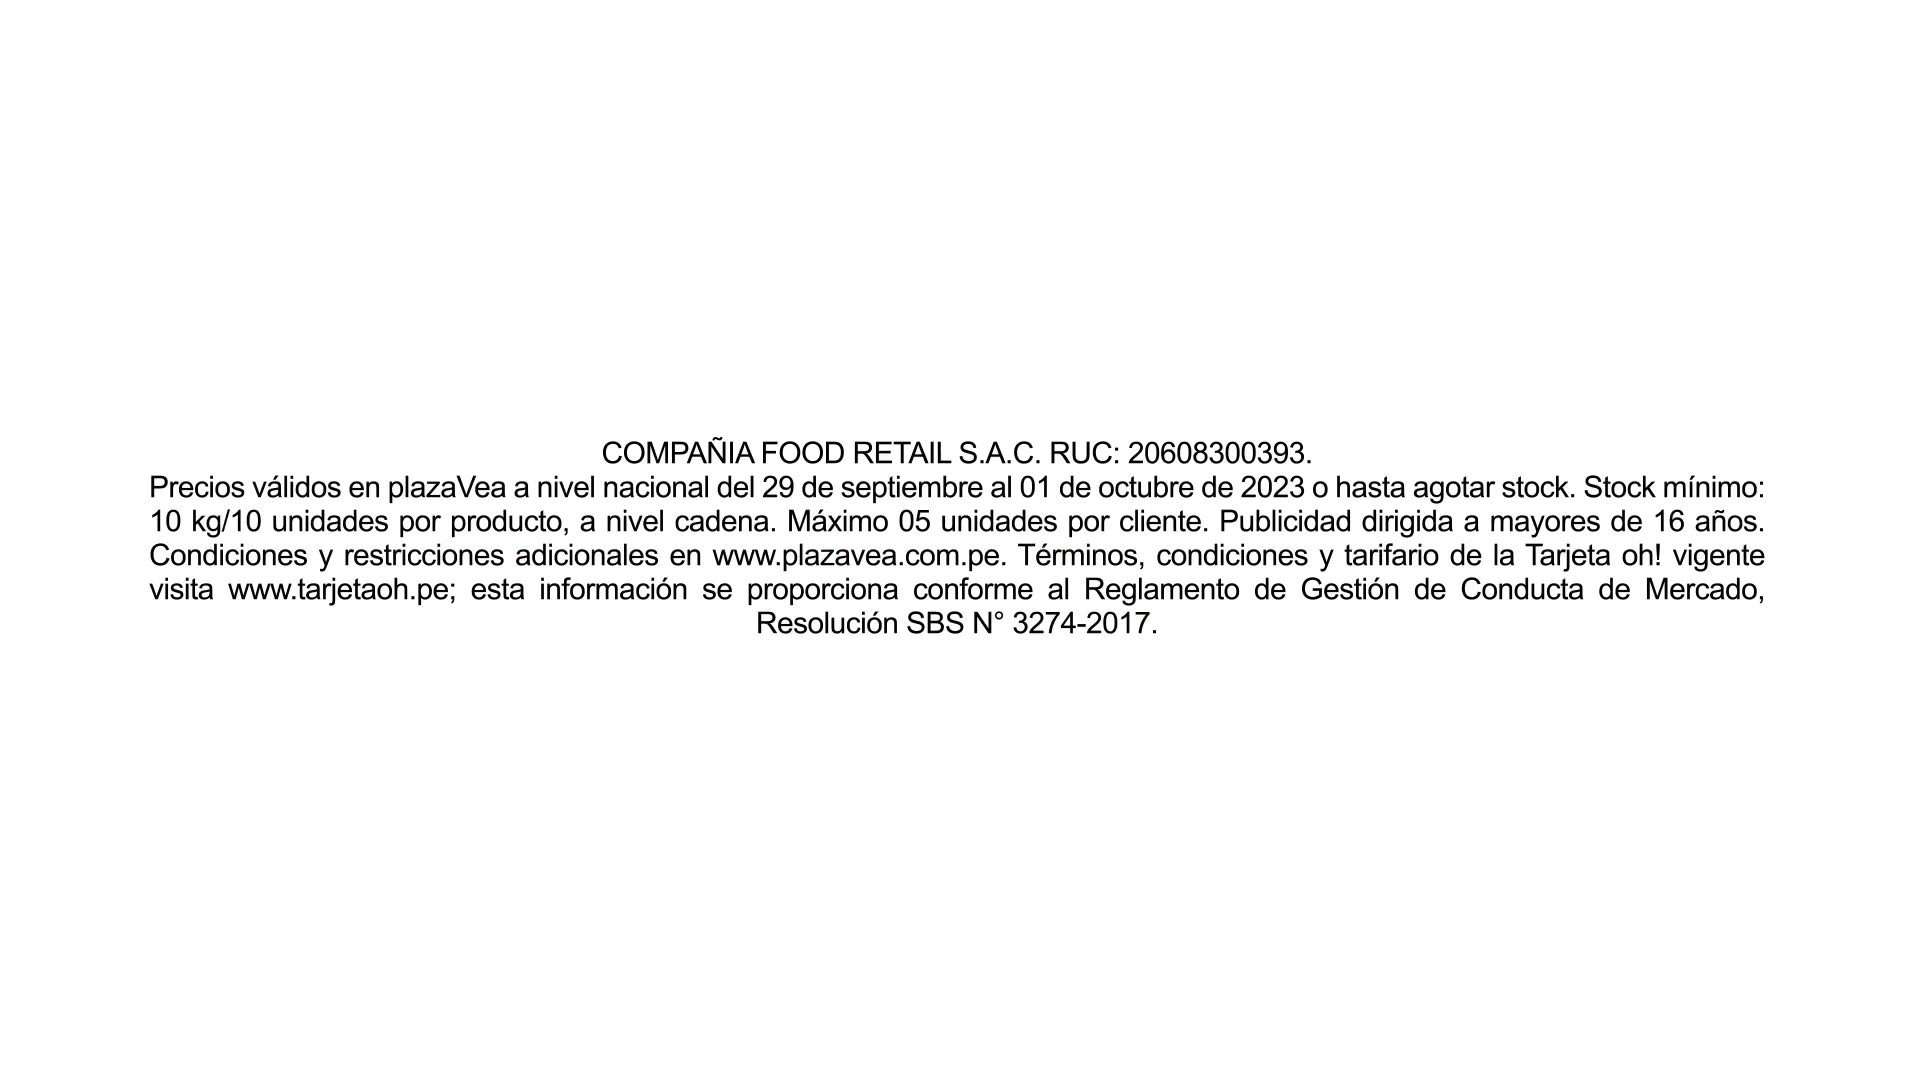 COMPAÑIA FOOD RETAIL S.A.C. RUC: 20608300393.
Precios válidos en plazaVea a nivel nacional del 29 de septiembre al 01 de octubre de 2023 o hasta agotar stock. Stock mínimo:
10 kg/10 unidades por producto, a nivel cadena. Máximo 05 unidades por cliente. Publicidad dirigida a mayores de 16 años.
Condiciones y restricciones adicionales en www.plazavea.com.pe. Términos, condiciones y tarifario de la Tarjeta oh! vigente
visita www.tarjetaoh.pe; esta información se proporciona conforme al Reglamento de Gestión de Conducta de Mercado,
Resolución SBS N° 3274-2017.